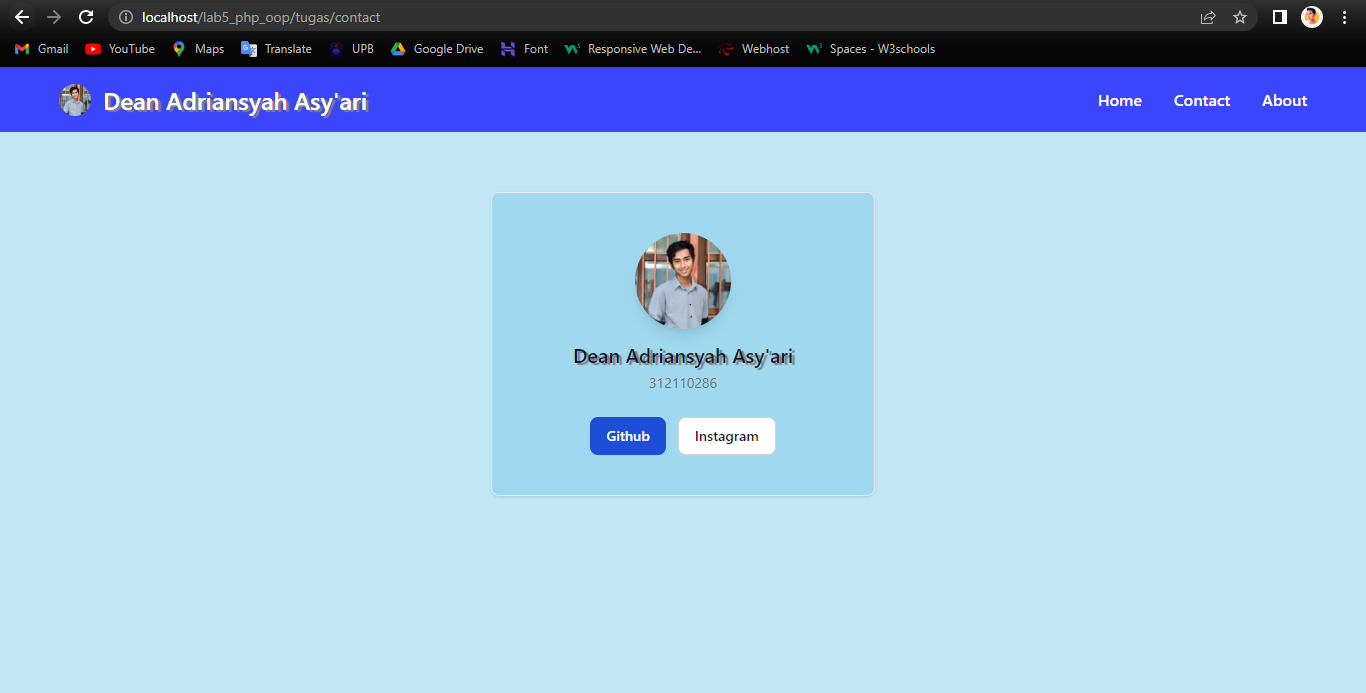 localhost/lab5_php_oop/tugas/contact
Gmail YouTube Maps Translate UPB Google Drive Font Responsive Web De... Webhost Spaces - W3schools
Dean Adriansyah Asy'ari Home Contact About
Dean Adriansyah Asy'ari
312110286
Github Instagram